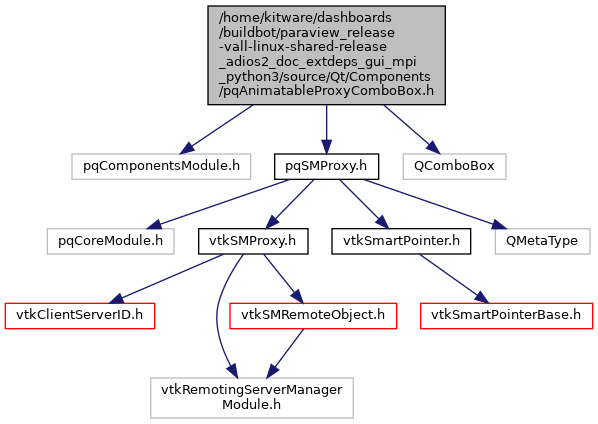 /home/kitware/dashboards
/buildbot/paraview_release
-vall-linux-shared-release
_adios2_doc_extdeps_gui_mpi
_python3/source/Qt/Components
/pqAnimatableProxyComboBox.h
pqComponentsModule.h
pqSMProxy.h
QComboBox
pqCoreModule.h
vtkSMProxy.h
vtkSmartPointer.h
QMetaType
vtkClientServerID.h
vtkSMRemoteObject.h
vtkSmartPointerBase.h
vtkRemotingServerManager
Module.h